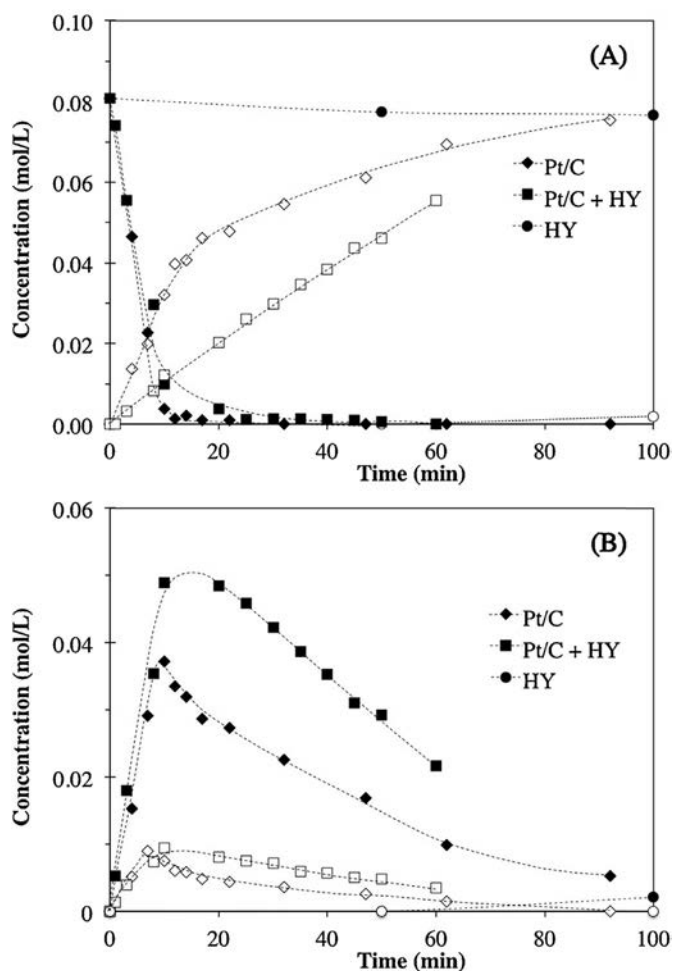 0.10
(A)
0.08
Pt/C
Pt/C + HY
HY
0.06
0.04
0.02
0.00
Concentration (mol/L)
0 20 40 60 80 100
Time (min)
0.06
(B)
Pt/C
Pt/C + HY
HY
0.04
0.02
0
Concentration (mol/L)
0 20 40 60 80 100
Time (min)